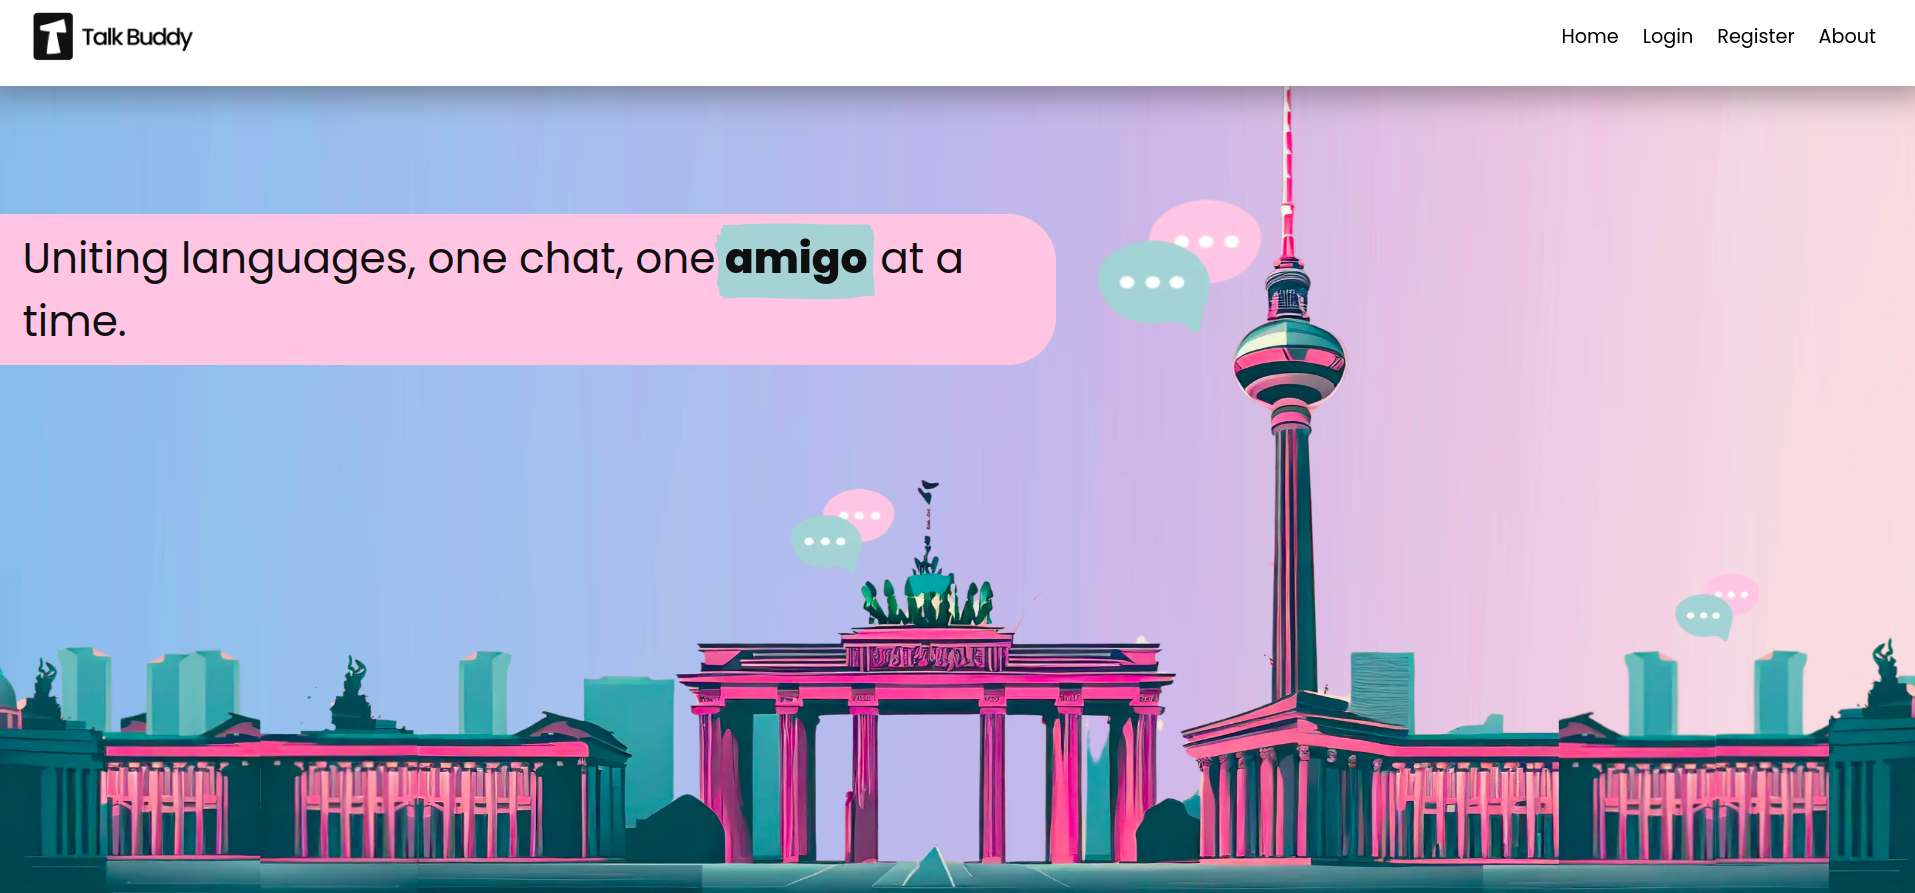 Talk Buddy
Home Login Register About
Uniting languages, one chat, one amigo at a
time.